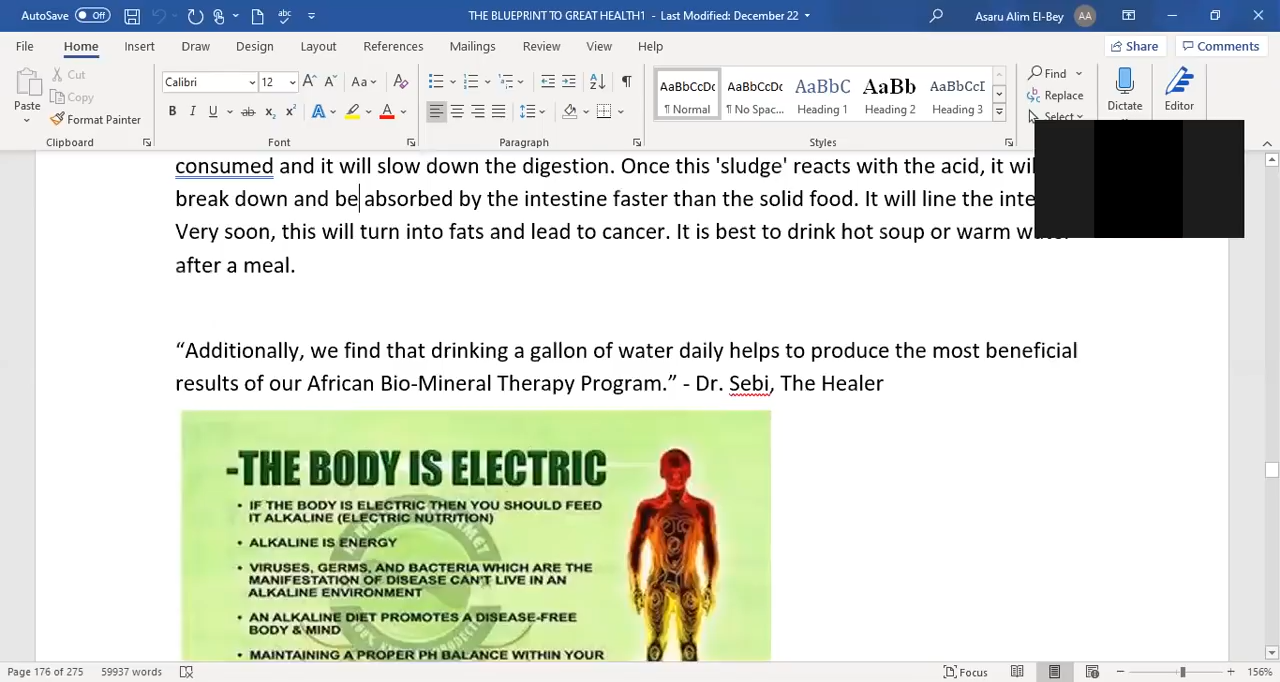 AutoSave Off THE BLUEPRINT TO GREAT HEALTH1 - Last Modified: December 22 Asaru Alim El-Bey AA
File Home Insert Draw Design Layout References Mailings Review View Help Share Comments
Paste
Cut
Copy
Format Painter
Calibri 12
AaBbCcDc AaBbCcDc AaBbC AaBb AaBbCcI
¶ Normal ¶ No Spac... Heading 1 Heading 2 Heading 3
Find
Replace
Select
Dictate
Editor
Clipboard Font Paragraph Styles
consumed and it will slow down the digestion. Once this 'sludge' reacts with the acid, it
break down and be absorbed by the intestine faster than the solid food. It will line the
Very soon, this will turn into fats and lead to cancer. It is best to drink hot soup or warm
after a meal.
“Additionally, we find that drinking a gallon of water daily helps to produce the most beneficial
results of our African Bio-Mineral Therapy Program.” - Dr. Sebi, The Healer
-THE BODY IS ELECTRIC
• IF THE BODY IS ELECTRIC THEN YOU SHOULD FEED
IT ALKALINE (ELECTRIC NUTRITION)
• ALKALINE IS ENERGY
• VIRUSES, GERMS, AND BACTERIA WHICH ARE THE
MANIFESTATION OF DISEASE CAN'T LIVE IN AN
ALKALINE ENVIRONMENT
• AN ALKALINE DIET PROMOTES A DISEASE-FREE
BODY & MIND
• MAINTAINING A PROPER PH BALANCE WITHIN YOUR
Page 176 of 275 59937 words Focus 156%